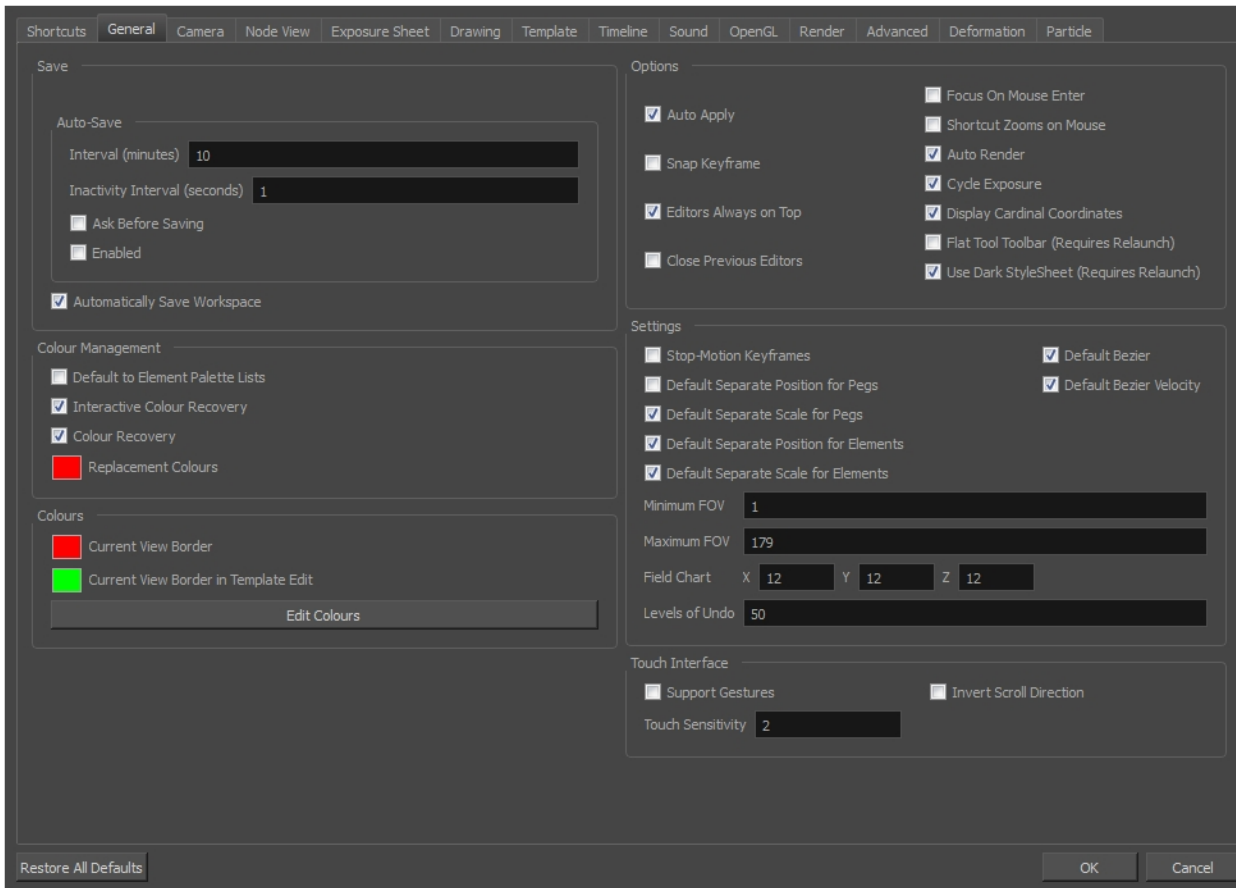 Shortcuts General Camera Node View Exposure Sheet Drawing Template Timeline Sound OpenGL Render Advanced Deformation Particle
Save
Auto-Save
Interval (minutes) 10
Inactivity Interval (seconds) 1
Ask Before Saving
Enabled
Automatically Save Workspace
Colour Management
Default to Element Palette Lists
Interactive Colour Recovery
Colour Recovery
Replacement Colours
Colours
Current View Border
Current View Border in Template Edit
Edit Colours
Options
Auto Apply
Snap Keyframe
Editors Always on Top
Close Previous Editors
Focus On Mouse Enter
Shortcut Zooms on Mouse
Auto Render
Cycle Exposure
Display Cardinal Coordinates
Flat Tool Toolbar (Requires Relaunch)
Use Dark StyleSheet (Requires Relaunch)
Settings
Stop-Motion Keyframes
Default Separate Position for Pegs
Default Separate Scale for Pegs
Default Separate Position for Elements
Default Separate Scale for Elements
Default Bezier
Default Bezier Velocity
Minimum FOV 1
Maximum FOV 179
Field Chart X 12 Y 12 Z 12
Levels of Undo 50
Touch Interface
Support Gestures Invert Scroll Direction
Touch Sensitivity 2
Restore All Defaults OK Cancel